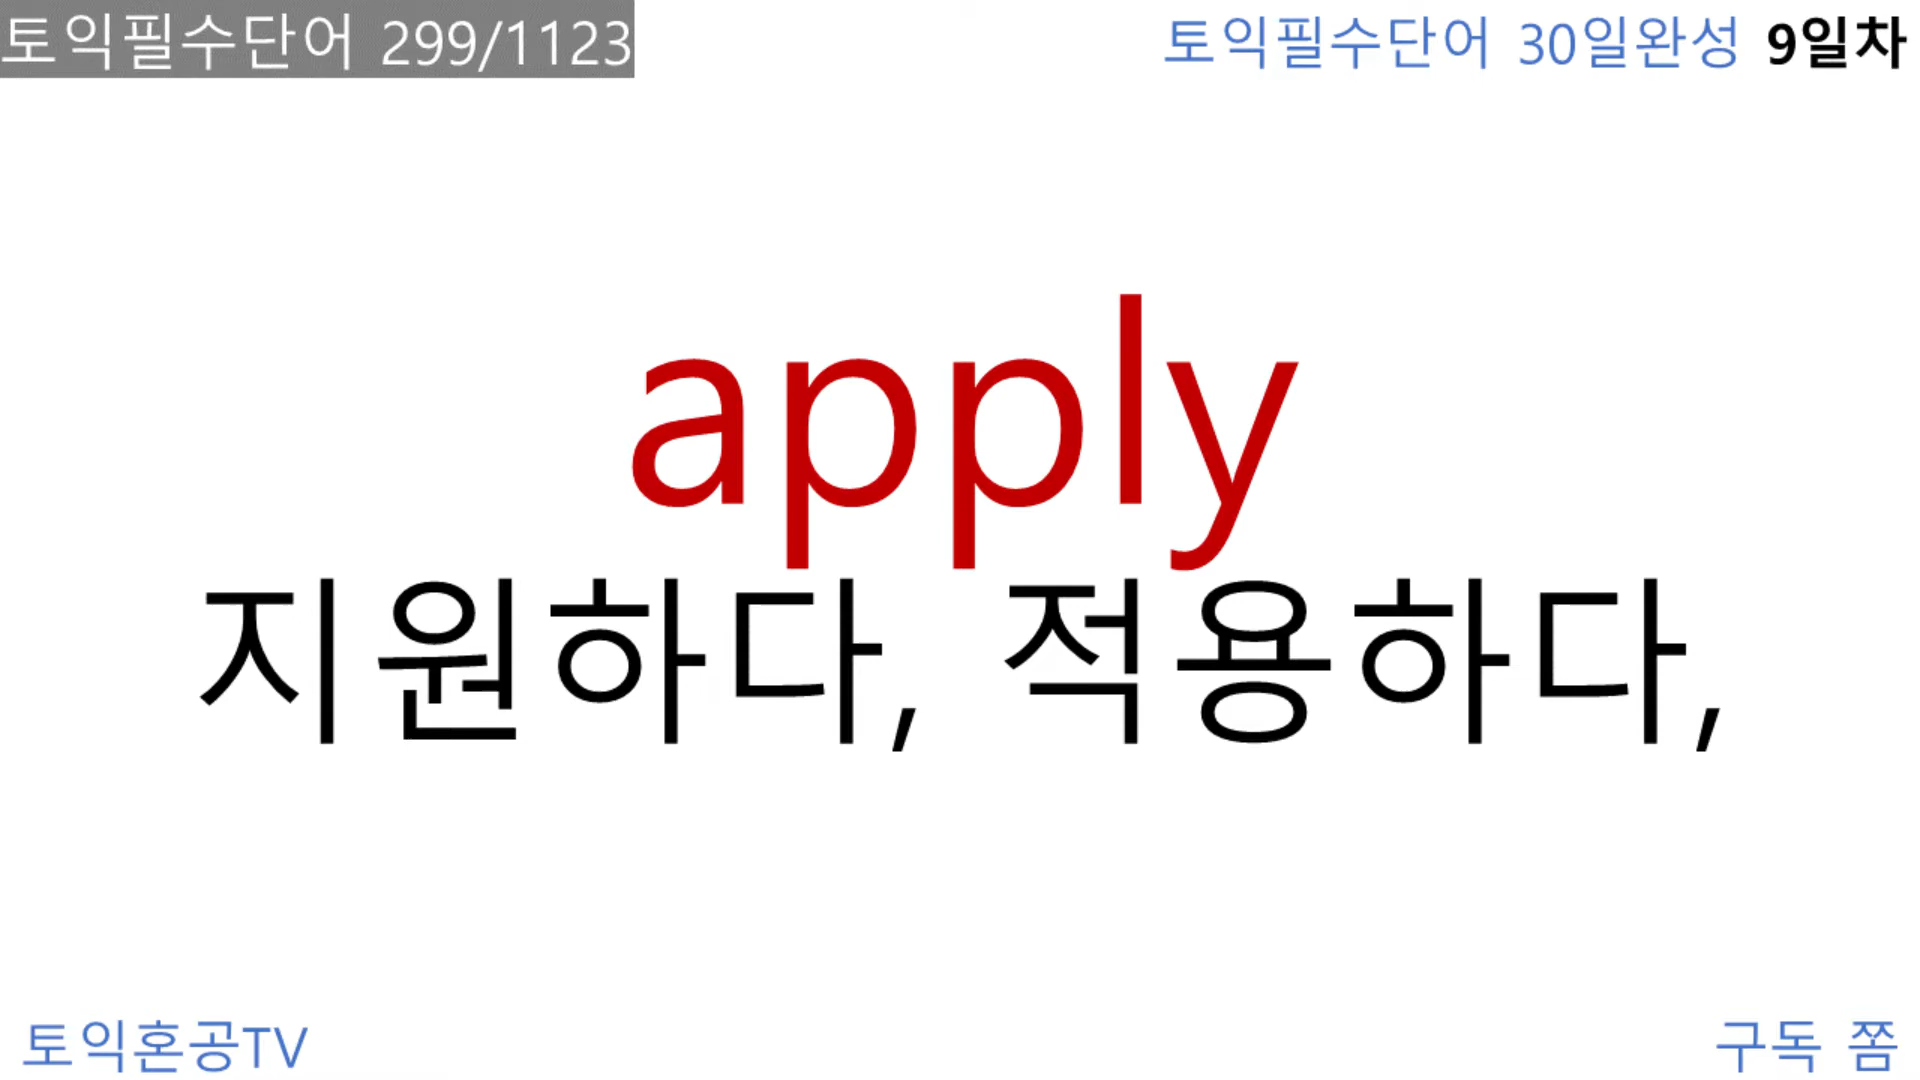 토익필수단어 299/1123
토익필수단어 30일완성 9일차
apply
지원하다, 적용하다,
토익혼공TV
구독 쫌